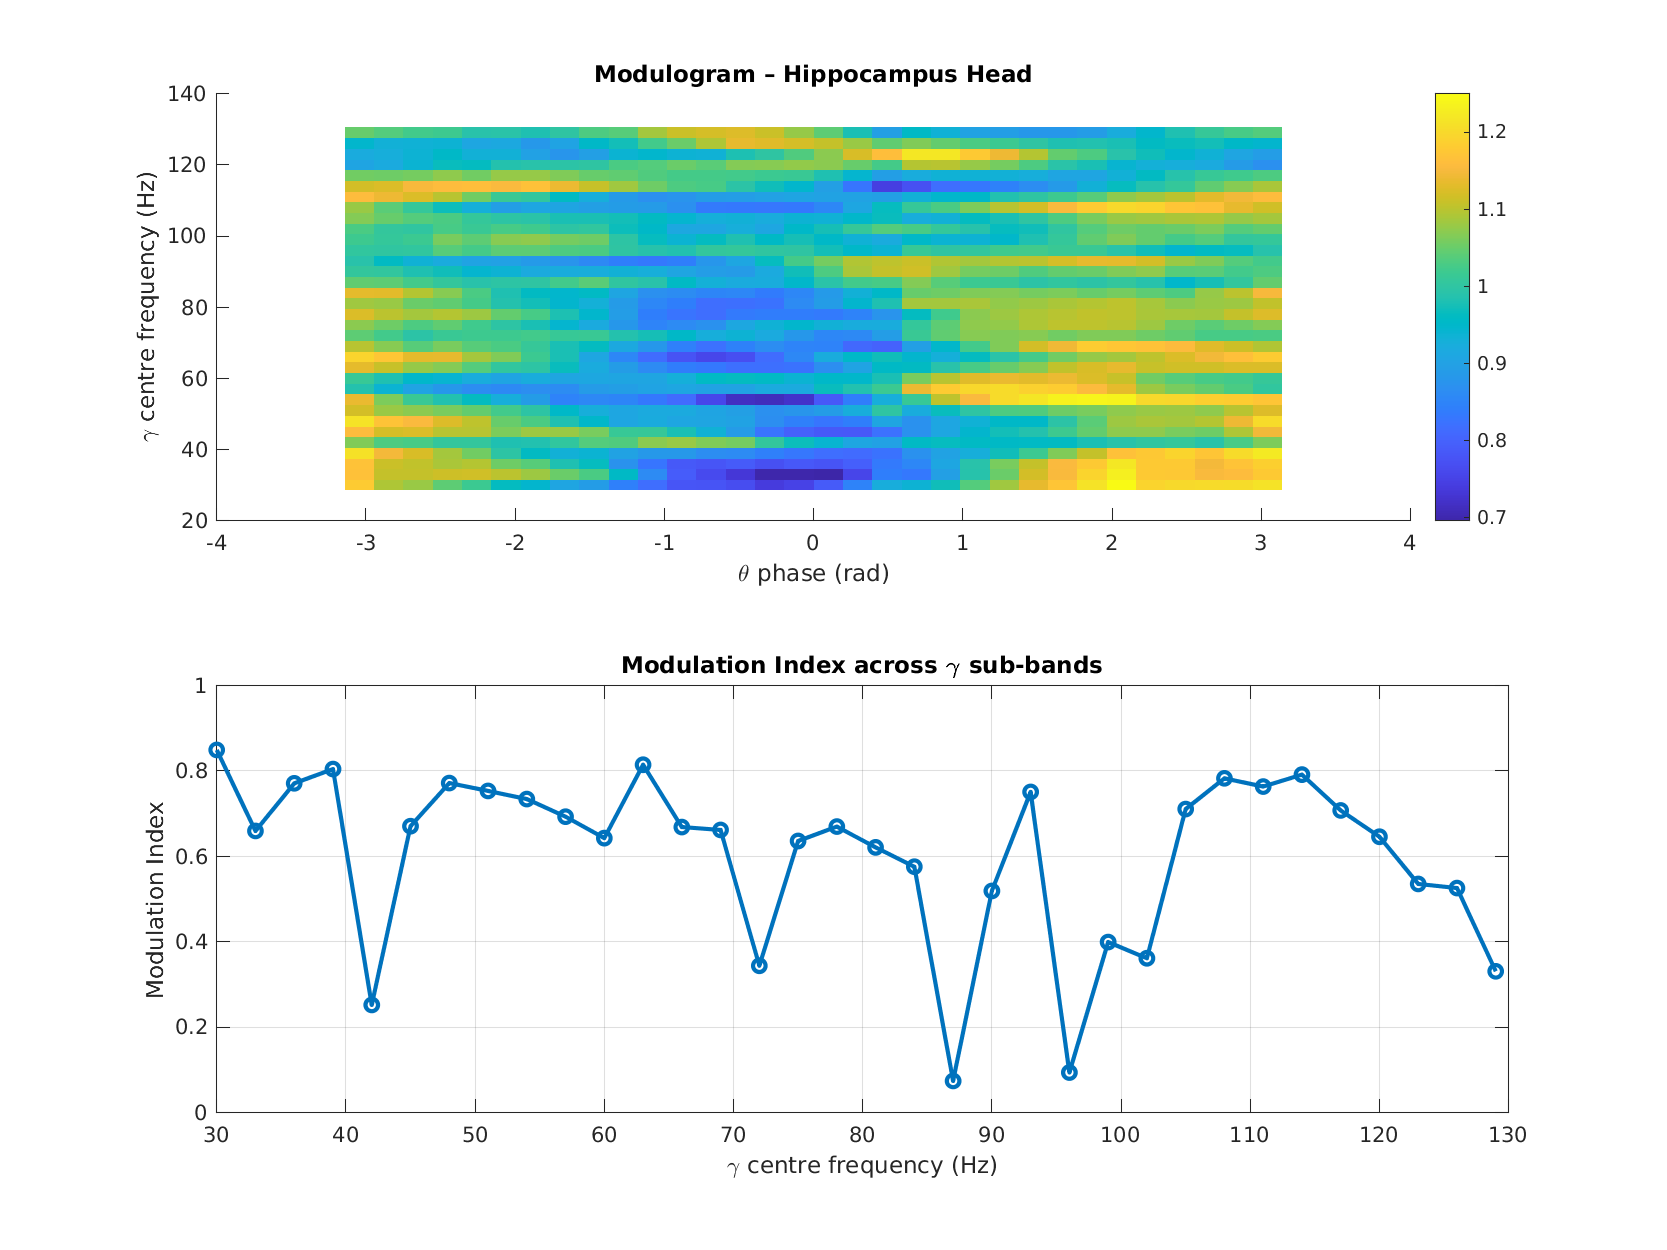 Modulogram – Hippocampus Head
140
120
100
80
60
40
20
γ centre frequency (Hz)
-4 -3 -2 -1 0 1 2 3 4
θ phase (rad)
1.2
1.1
1
0.9
0.8
0.7
Modulation Index across γ sub-bands
1
0.8
0.6
0.4
0.2
0
Modulation Index
30 40 50 60 70 80 90 100 110 120 130
γ centre frequency (Hz)